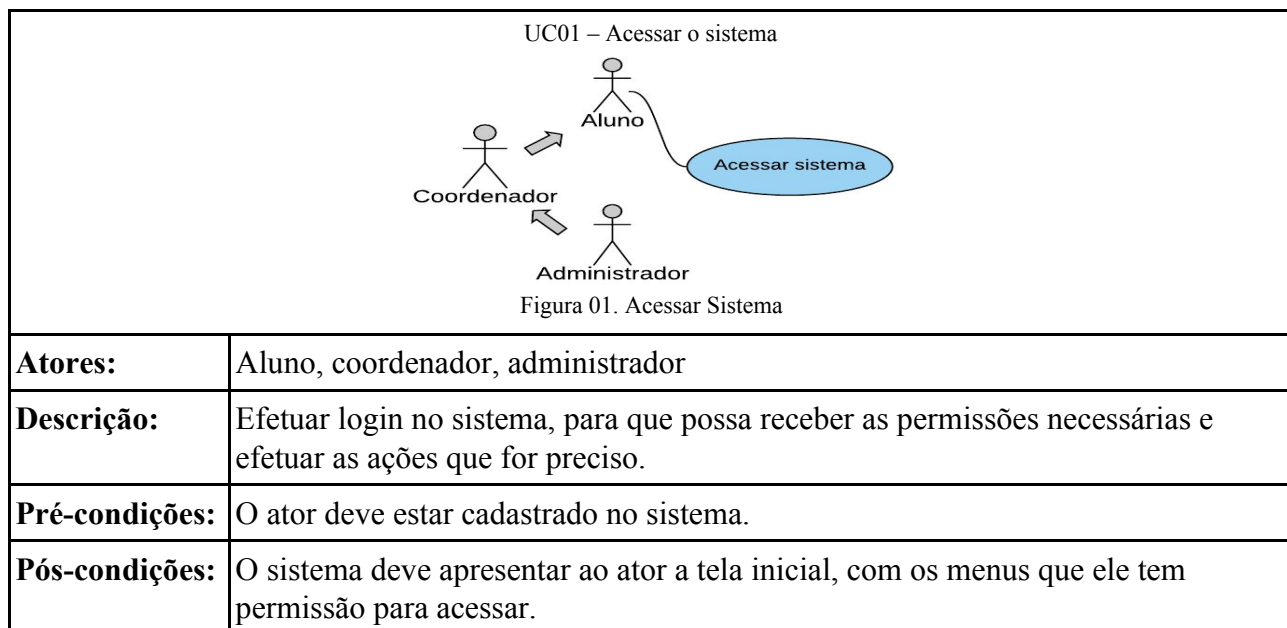 UC01 – Acessar o sistema
Aluno
Acessar sistema
Coordenador
Administrador
Figura 01. Acessar Sistema
Atores: Aluno, coordenador, administrador
Descrição: Efetuar login no sistema, para que possa receber as permissões necessárias e
efetuar as ações que for preciso.
Pré-condições: O ator deve estar cadastrado no sistema.
Pós-condições: O sistema deve apresentar ao ator a tela inicial, com os menus que ele tem
permissão para acessar.